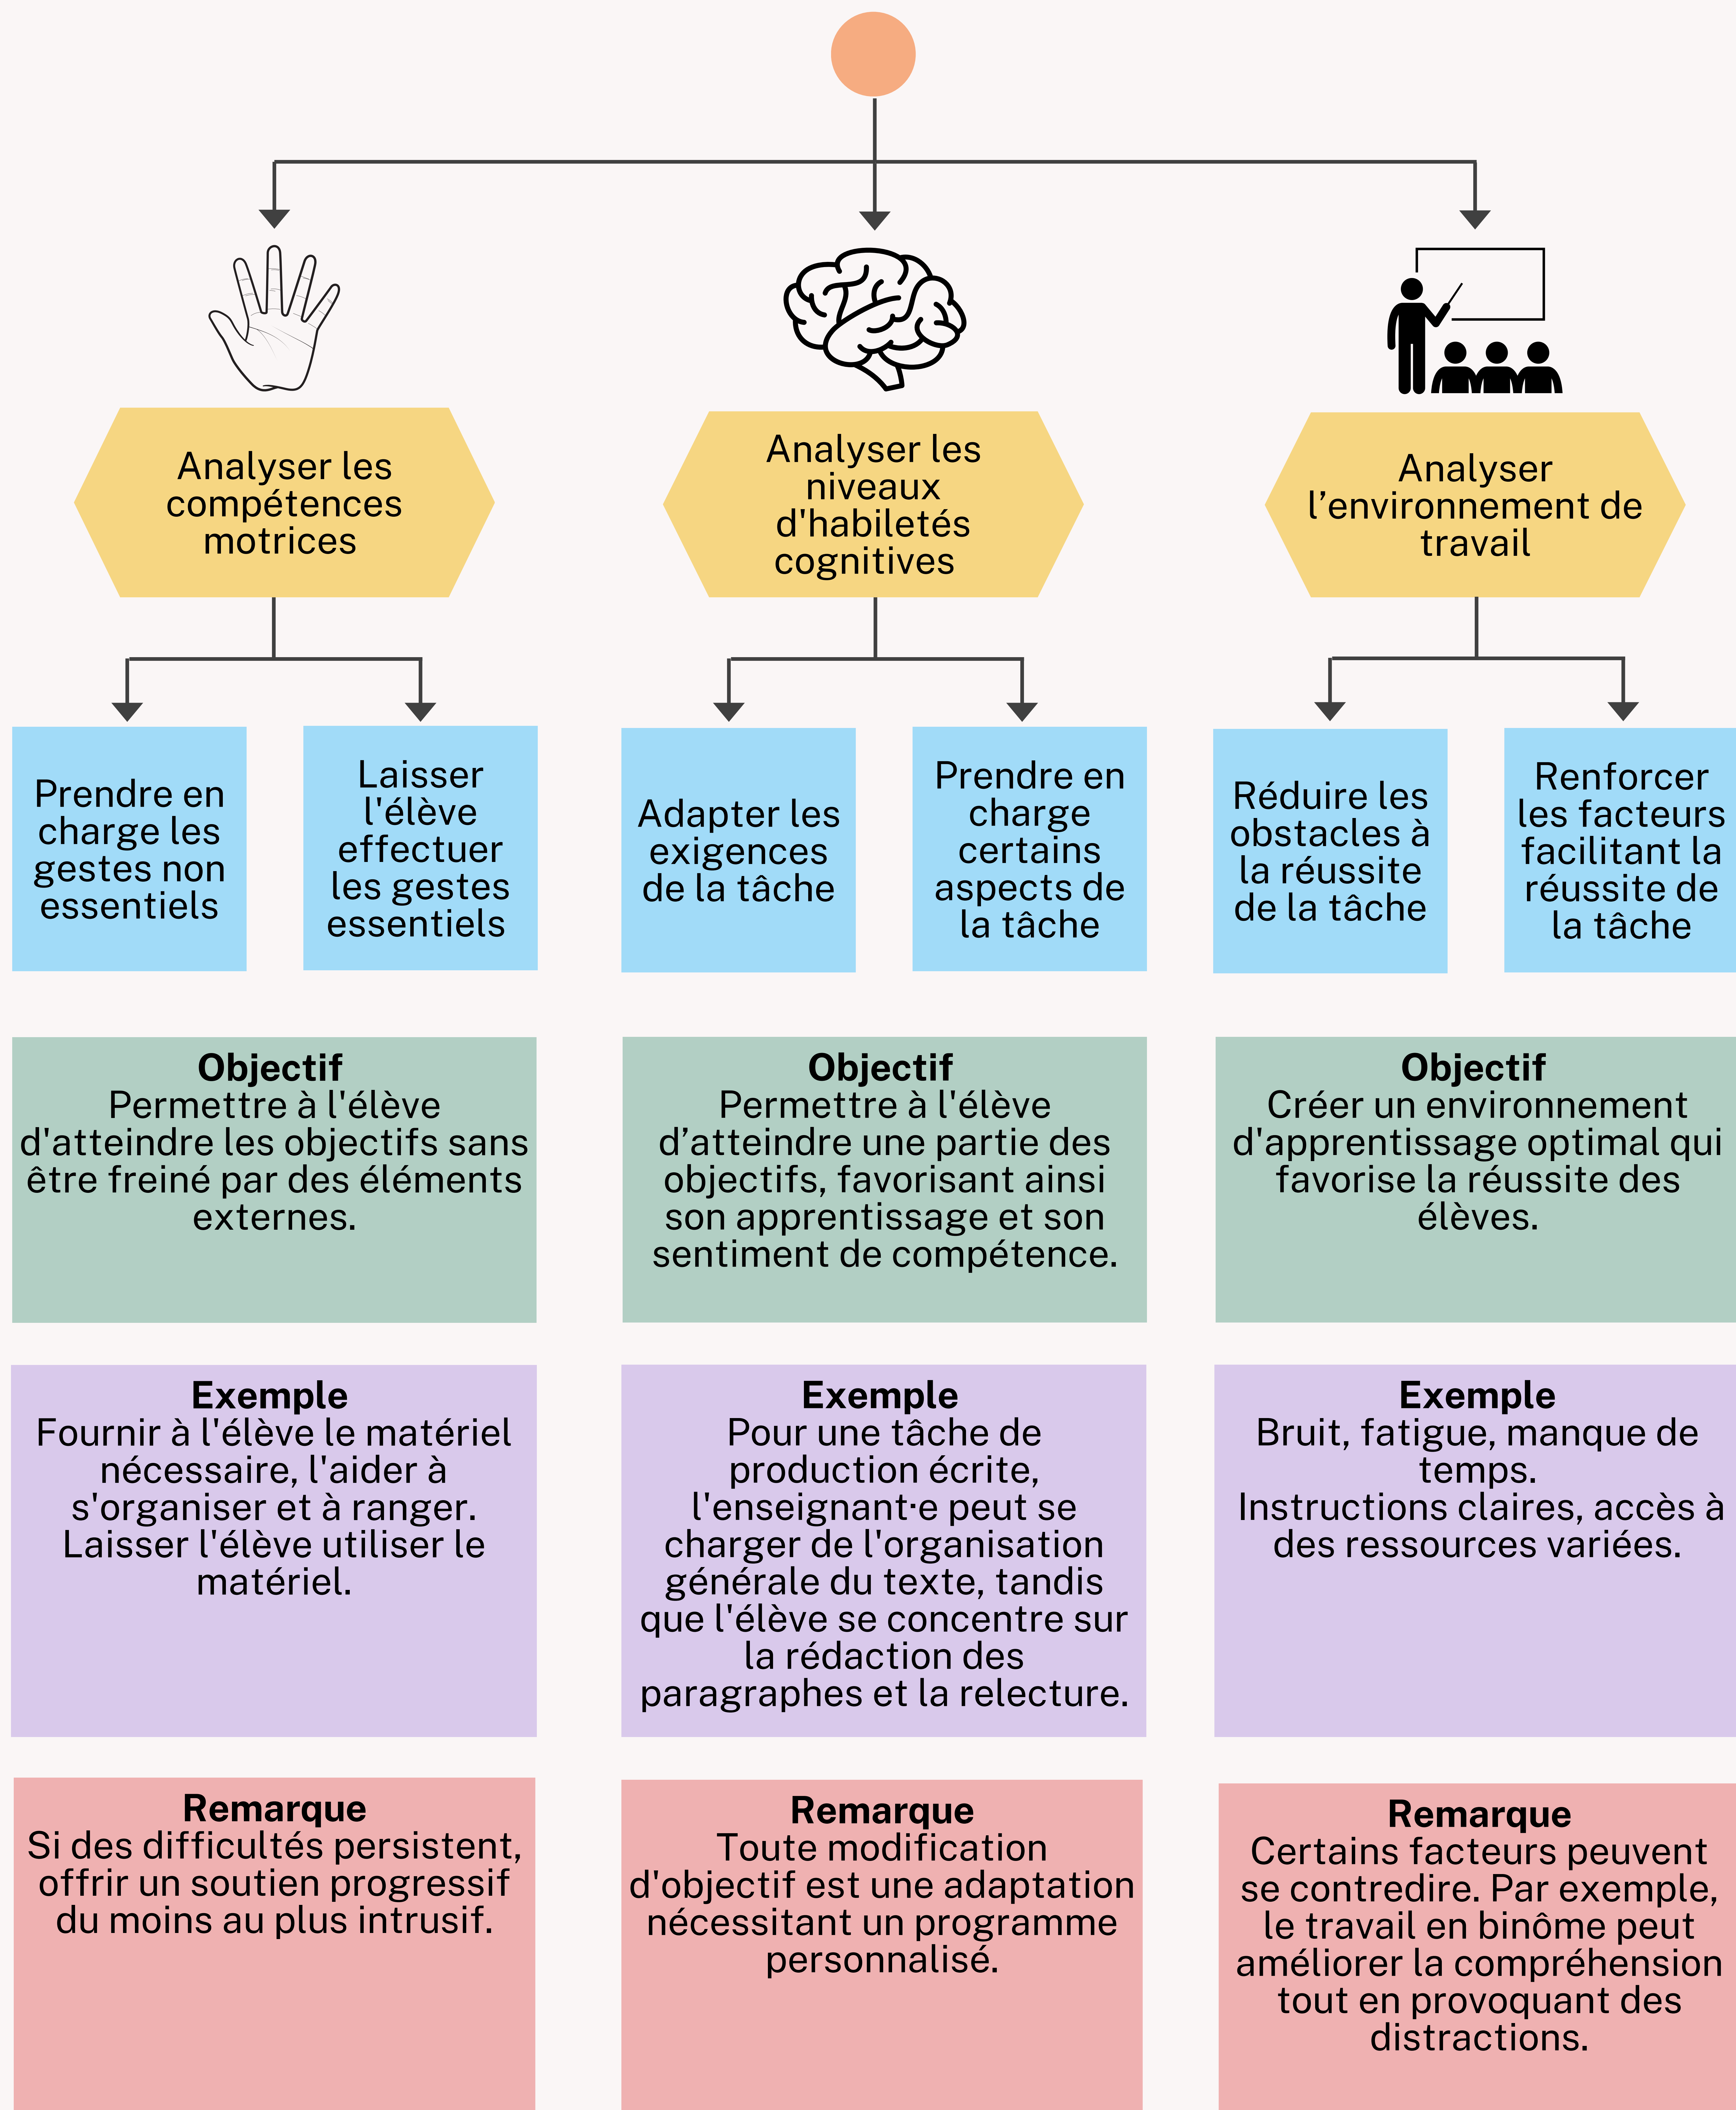 Analyser les
compétences
motrices
Analyser les
niveaux
d'habiletés
cognitives
Analyser
l’environnement de
travail
Prendre en
charge les
gestes non
essentiels
Laisser
l'élève
effectuer
les gestes
essentiels
Adapter les
exigences
de la tâche
Prendre en
charge
certains
aspects de
la tâche
Réduire les
obstacles à
la réussite
de la tâche
Renforcer
les facteurs
facilitant la
réussite de
la tâche
Objectif
Permettre à l'élève
d'atteindre les objectifs sans
être freiné par des éléments
externes.
Objectif
Permettre à l'élève
d’atteindre une partie des
objectifs, favorisant ainsi
son apprentissage et son
sentiment de compétence.
Objectif
Créer un environnement
d'apprentissage optimal qui
favorise la réussite des
élèves.
Exemple
Fournir à l'élève le matériel
nécessaire, l'aider à
s'organiser et à ranger.
Laisser l'élève utiliser le
matériel.
Exemple
Pour une tâche de
production écrite,
l'enseignant·e peut se
charger de l'organisation
générale du texte, tandis
que l'élève se concentre sur
la rédaction des
paragraphes et la relecture.
Exemple
Bruit, fatigue, manque de
temps.
Instructions claires, accès à
des ressources variées.
Remarque
Si des difficultés persistent,
offrir un soutien progressif
du moins au plus intrusif.
Remarque
Toute modification
d'objectif est une adaptation
nécessitant un programme
personnalisé.
Remarque
Certains facteurs peuvent
se contredire. Par exemple,
le travail en binôme peut
améliorer la compréhension
tout en provoquant des
distractions.